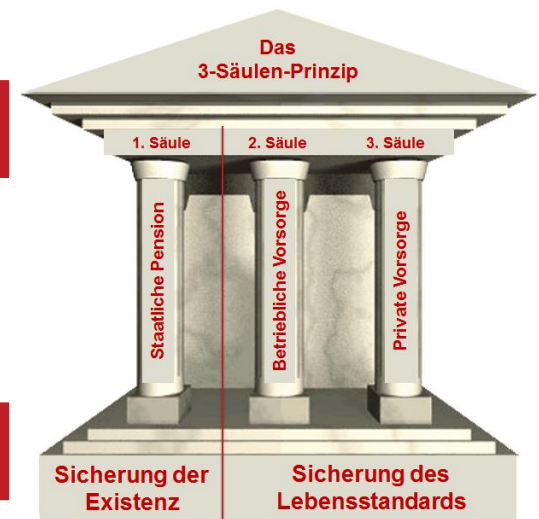 Das
3-Säulen-Prinzip
1. Säule
2. Säule
3. Säule
Staatliche Pension
Betriebliche Vorsorge
Private Vorsorge
Sicherung der
Existenz
Sicherung des
Lebensstandards